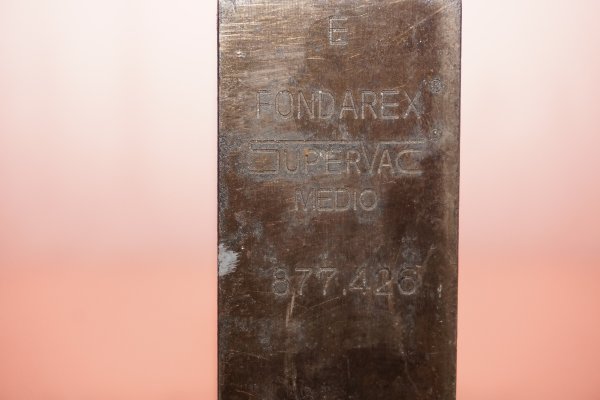 E
FONDAREX®
SUPERVAC
MEDIO
877.426